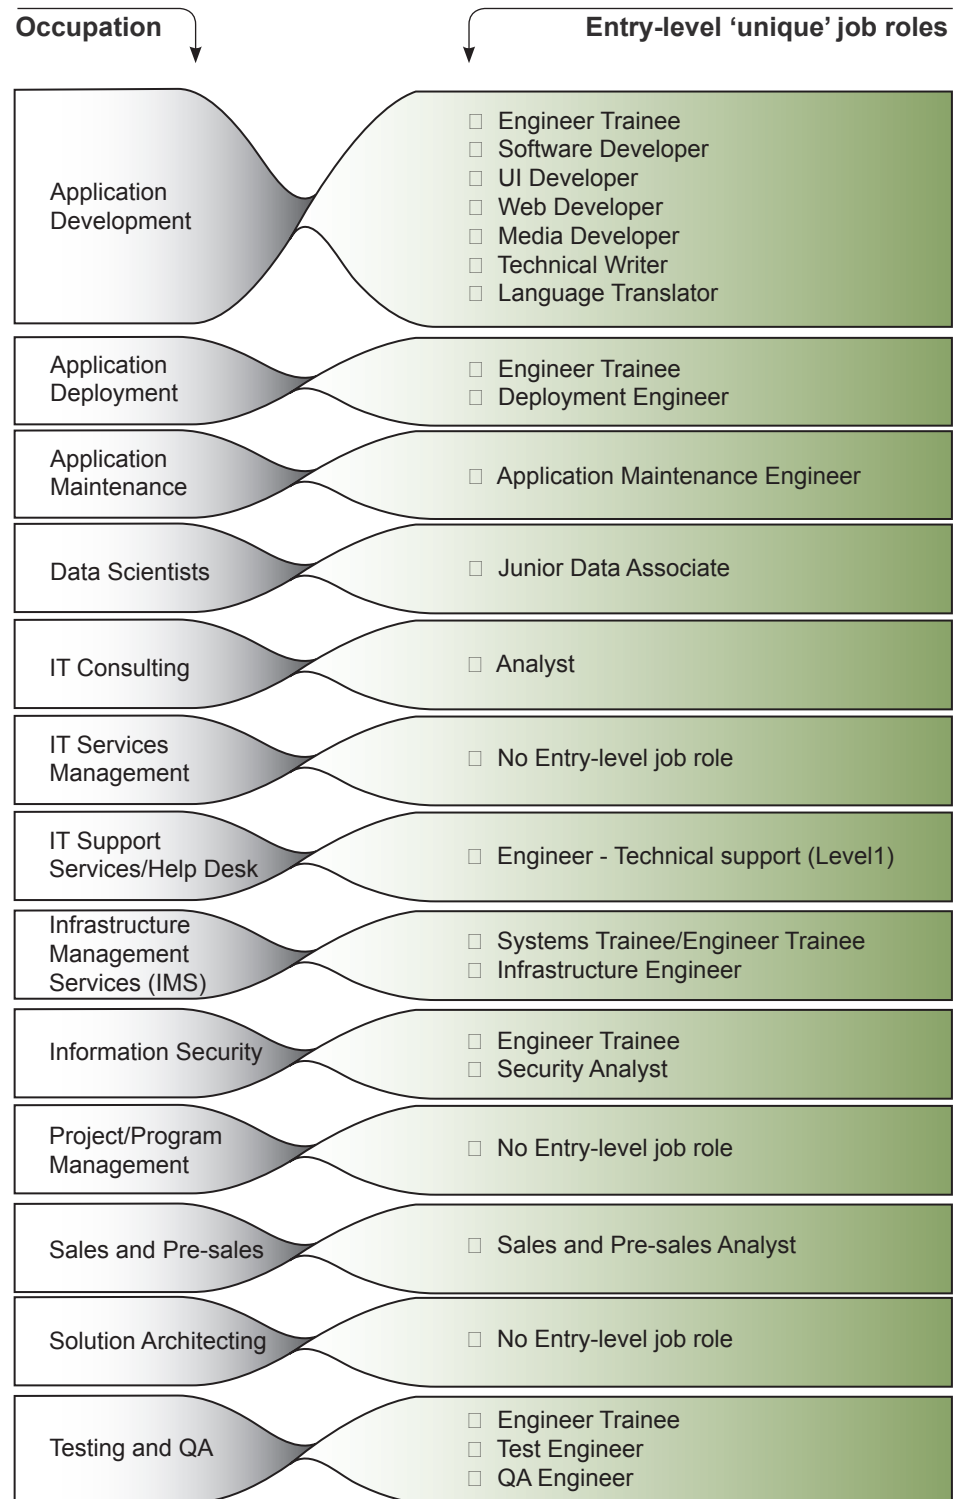 Occupation
Entry-level ‘unique’ job roles
Application
Development
Engineer Trainee
Software Developer
UI Developer
Web Developer
Media Developer
Technical Writer
Language Translator
Application
Deployment
Engineer Trainee
Deployment Engineer
Application
Maintenance
Application Maintenance Engineer
Data Scientists
Junior Data Associate
IT Consulting
Analyst
IT Services
Management
No Entry-level job role
IT Support
Services/Help Desk
Engineer - Technical support (Level1)
Infrastructure
Management
Services (IMS)
Systems Trainee/Engineer Trainee
Infrastructure Engineer
Information Security
Engineer Trainee
Security Analyst
Project/Program
Management
No Entry-level job role
Sales and Pre-sales
Sales and Pre-sales Analyst
Solution Architecting
No Entry-level job role
Testing and QA
Engineer Trainee
Test Engineer
QA Engineer